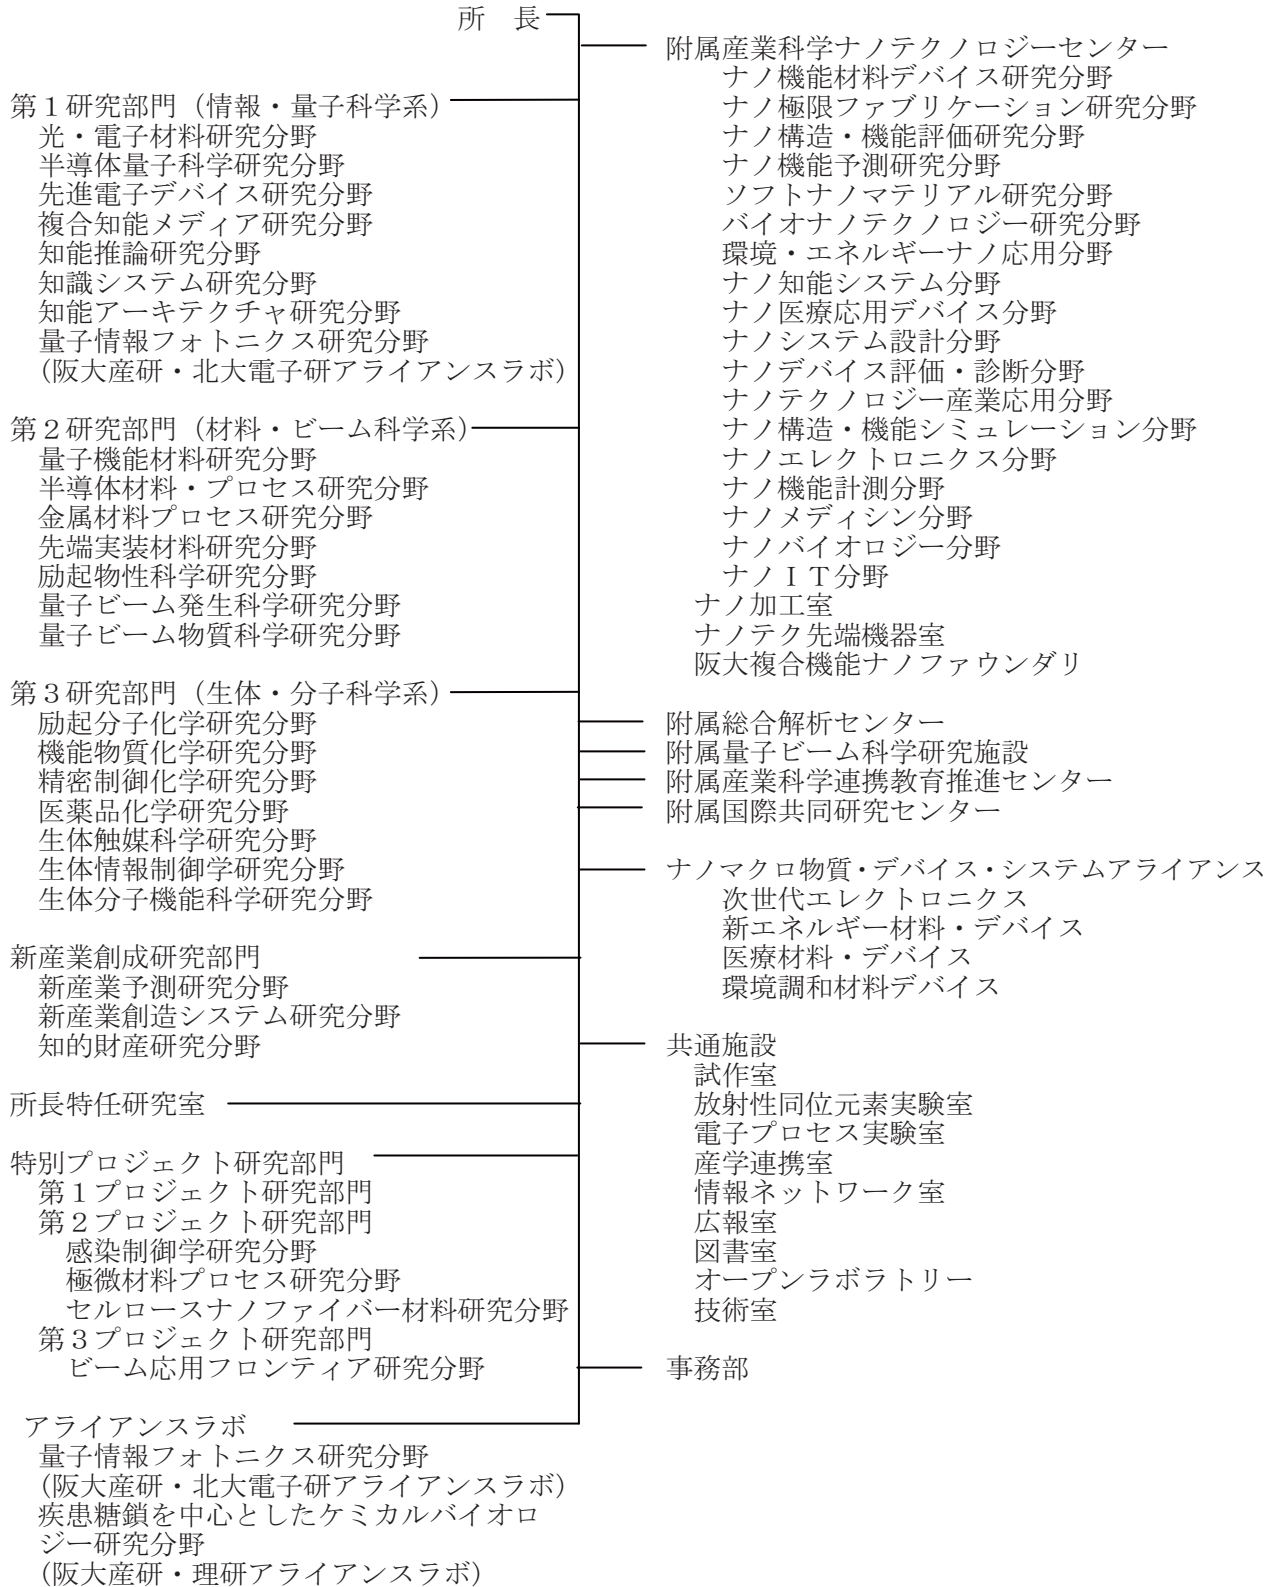 所　長
第１研究部門（情報・量子科学系）
光・電子材料研究分野
半導体量子科学研究分野
先進電子デバイス研究分野
複合知能メディア研究分野
知能推論研究分野
知識システム研究分野
知能アーキテクチャ研究分野
量子情報フォトニクス研究分野
（阪大産研・北大電子研アライアンスラボ）
第２研究部門（材料・ビーム科学系）
量子機能材料研究分野
半導体材料・プロセス研究分野
金属材料プロセス研究分野
先端実装材料研究分野
励起物性科学研究分野
量子ビーム発生科学研究分野
量子ビーム物質科学研究分野
第３研究部門（生体・分子科学系）
励起分子化学研究分野
機能物質化学研究分野
精密制御化学研究分野
医薬品化学研究分野
生体触媒科学研究分野
生体情報制御学研究分野
生体分子機能科学研究分野
新産業創成研究部門
新産業予測研究分野
新産業創造システム研究分野
知的財産研究分野
所長特任研究室
特別プロジェクト研究部門
第１プロジェクト研究部門
第２プロジェクト研究部門
感染制御学研究分野
極微材料プロセス研究分野
セルロースナノファイバー材料研究分野
第３プロジェクト研究部門
ビーム応用フロンティア研究分野
アライアンスラボ
量子情報フォトニクス研究分野
（阪大産研・北大電子研アライアンスラボ）
疾患糖鎖を中心としたケミカルバイオロ
ジー研究分野
（阪大産研・理研アライアンスラボ）
附属産業科学ナノテクノロジーセンター
ナノ機能材料デバイス研究分野
ナノ極限ファブリケーション研究分野
ナノ構造・機能評価研究分野
ナノ機能予測研究分野
ソフトナノマテリアル研究分野
バイオナノテクノロジー研究分野
環境・エネルギーナノ応用分野
ナノ知能システム分野
ナノ医療応用デバイス分野
ナノシステム設計分野
ナノデバイス評価・診断分野
ナノテクノロジー産業応用分野
ナノ構造・機能シミュレーション分野
ナノエレクトロニクス分野
ナノ機能計測分野
ナノメディシン分野
ナノバイオロジー分野
ナノＩＴ分野
ナノ加工室
ナノテク先端機器室
阪大複合機能ナノファウンダリ
附属総合解析センター
附属量子ビーム科学研究施設
附属産業科学連携教育推進センター
附属国際共同研究センター
ナノマクロ物質・デバイス・システムアライアンス
次世代エレクトロニクス
新エネルギー材料・デバイス
医療材料・デバイス
環境調和材料デバイス
共通施設
試作室
放射性同位元素実験室
電子プロセス実験室
産学連携室
情報ネットワーク室
広報室
図書室
オープンラボラトリー
技術室
事務部